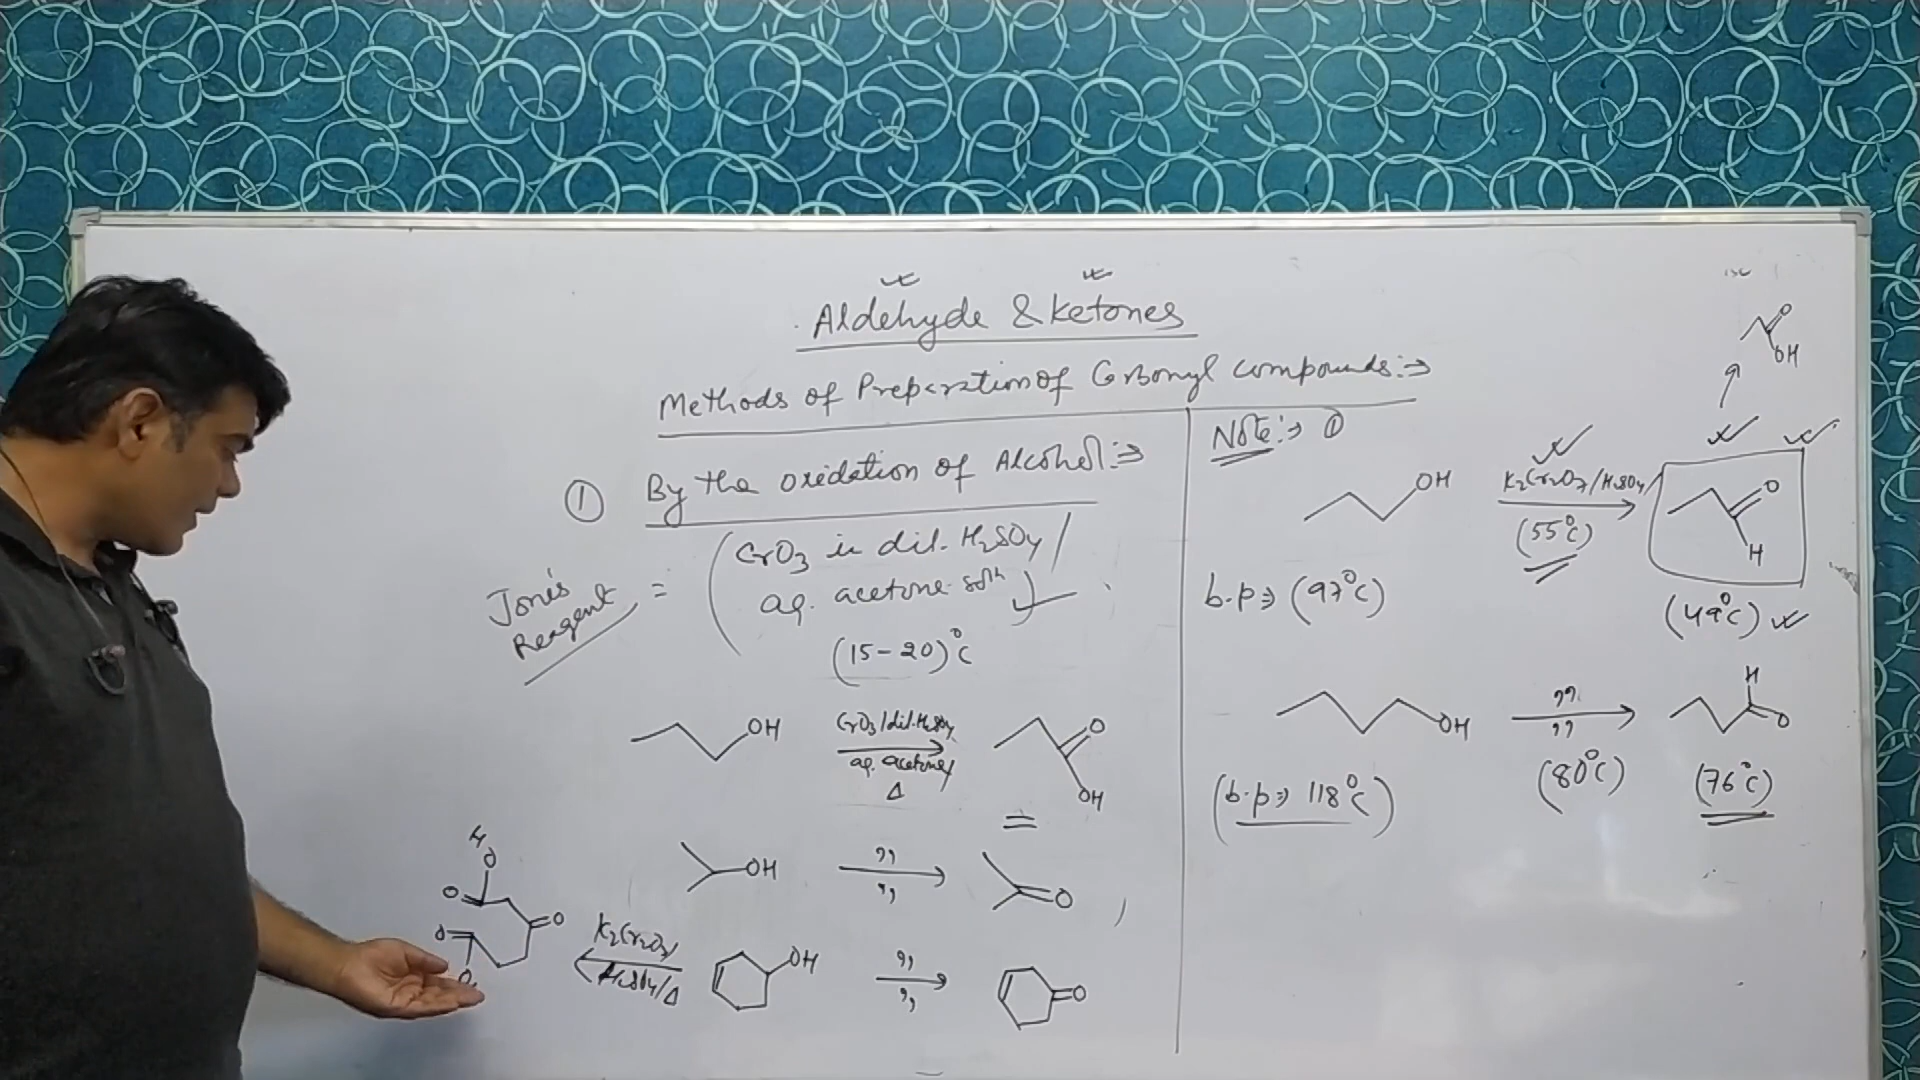 Aldehyde & Ketones
Methods of Preparation of Carbonyl compounds:→
① By the oxidation of Alcohol:→
Jone's Reagent = (CrO3 in dil. H2SO4/
aq. acetone soln)
(15-20)°C
OH CrO3/dil.H2SO4 O
aq. acetone/ OH
Δ
OH ,, O
,,
H
O
O O K2Cr2O7/ OH ,, O
O H2SO4/Δ ,,
O
Note:→ ①
O
OH
OH K2Cr2O7/H2SO4 O
(55°C) H
b.p→ (97°C) (49°C)
OH ,, H
,, O
(b.p→ 118°C) (80°C) (76°C)